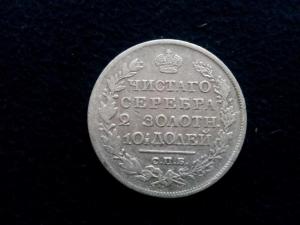 ЧИСТАГО
СЕРЕБРА
2 ЗОЛОТН
10½ ДОЛЕЙ
С.П.Б.